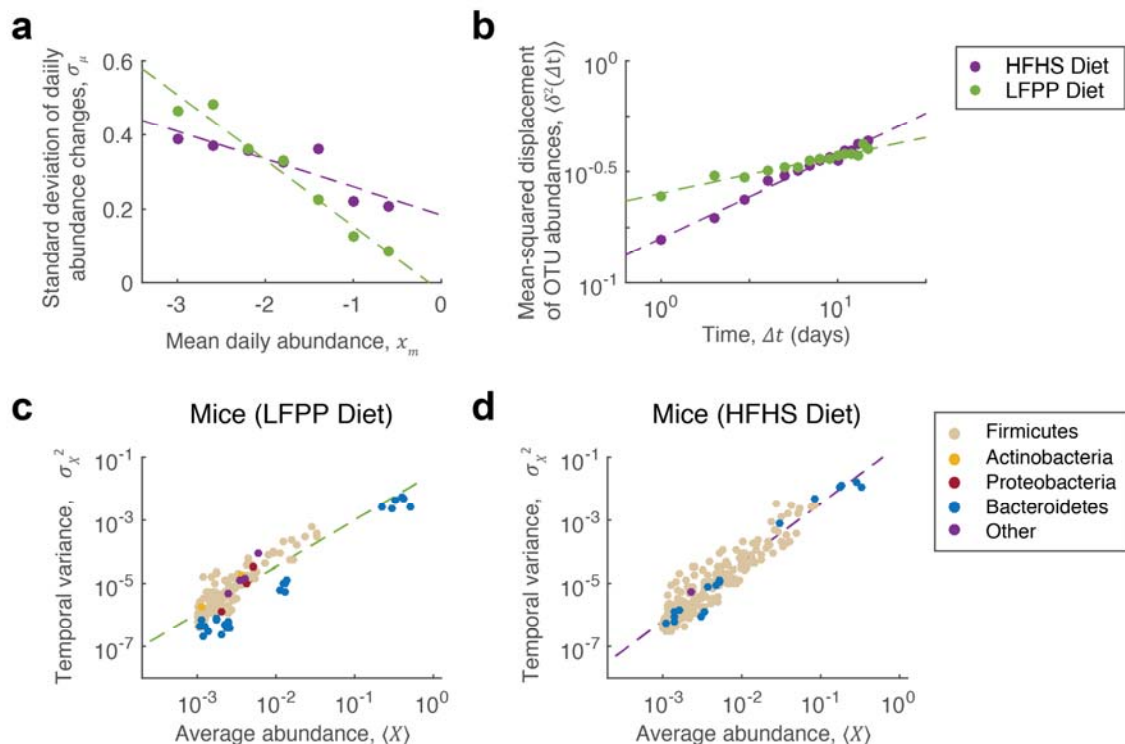 a
Standard deviation of daiily
abundance changes, σμ
0.6
0.4
0.2
0
-3
-2
-1
0
Mean daily abundance, xm
b
Mean-squared displacement
of OTU abundances, ⟨δ²(Δt)⟩
10⁰
10⁻⁰·⁵
10⁻¹
10⁰
10¹
Time, Δt (days)
HFHS Diet
LFPP Diet
c
Mice (LFPP Diet)
Temporal variance, σX²
10⁻¹
10⁻³
10⁻⁵
10⁻⁷
10⁻³
10⁻²
10⁻¹
10⁰
Average abundance, ⟨X⟩
d
Mice (HFHS Diet)
Temporal variance, σX²
10⁻¹
10⁻³
10⁻⁵
10⁻⁷
10⁻³
10⁻²
10⁻¹
10⁰
Average abundance, ⟨X⟩
Firmicutes
Actinobacteria
Proteobacteria
Bacteroidetes
Other